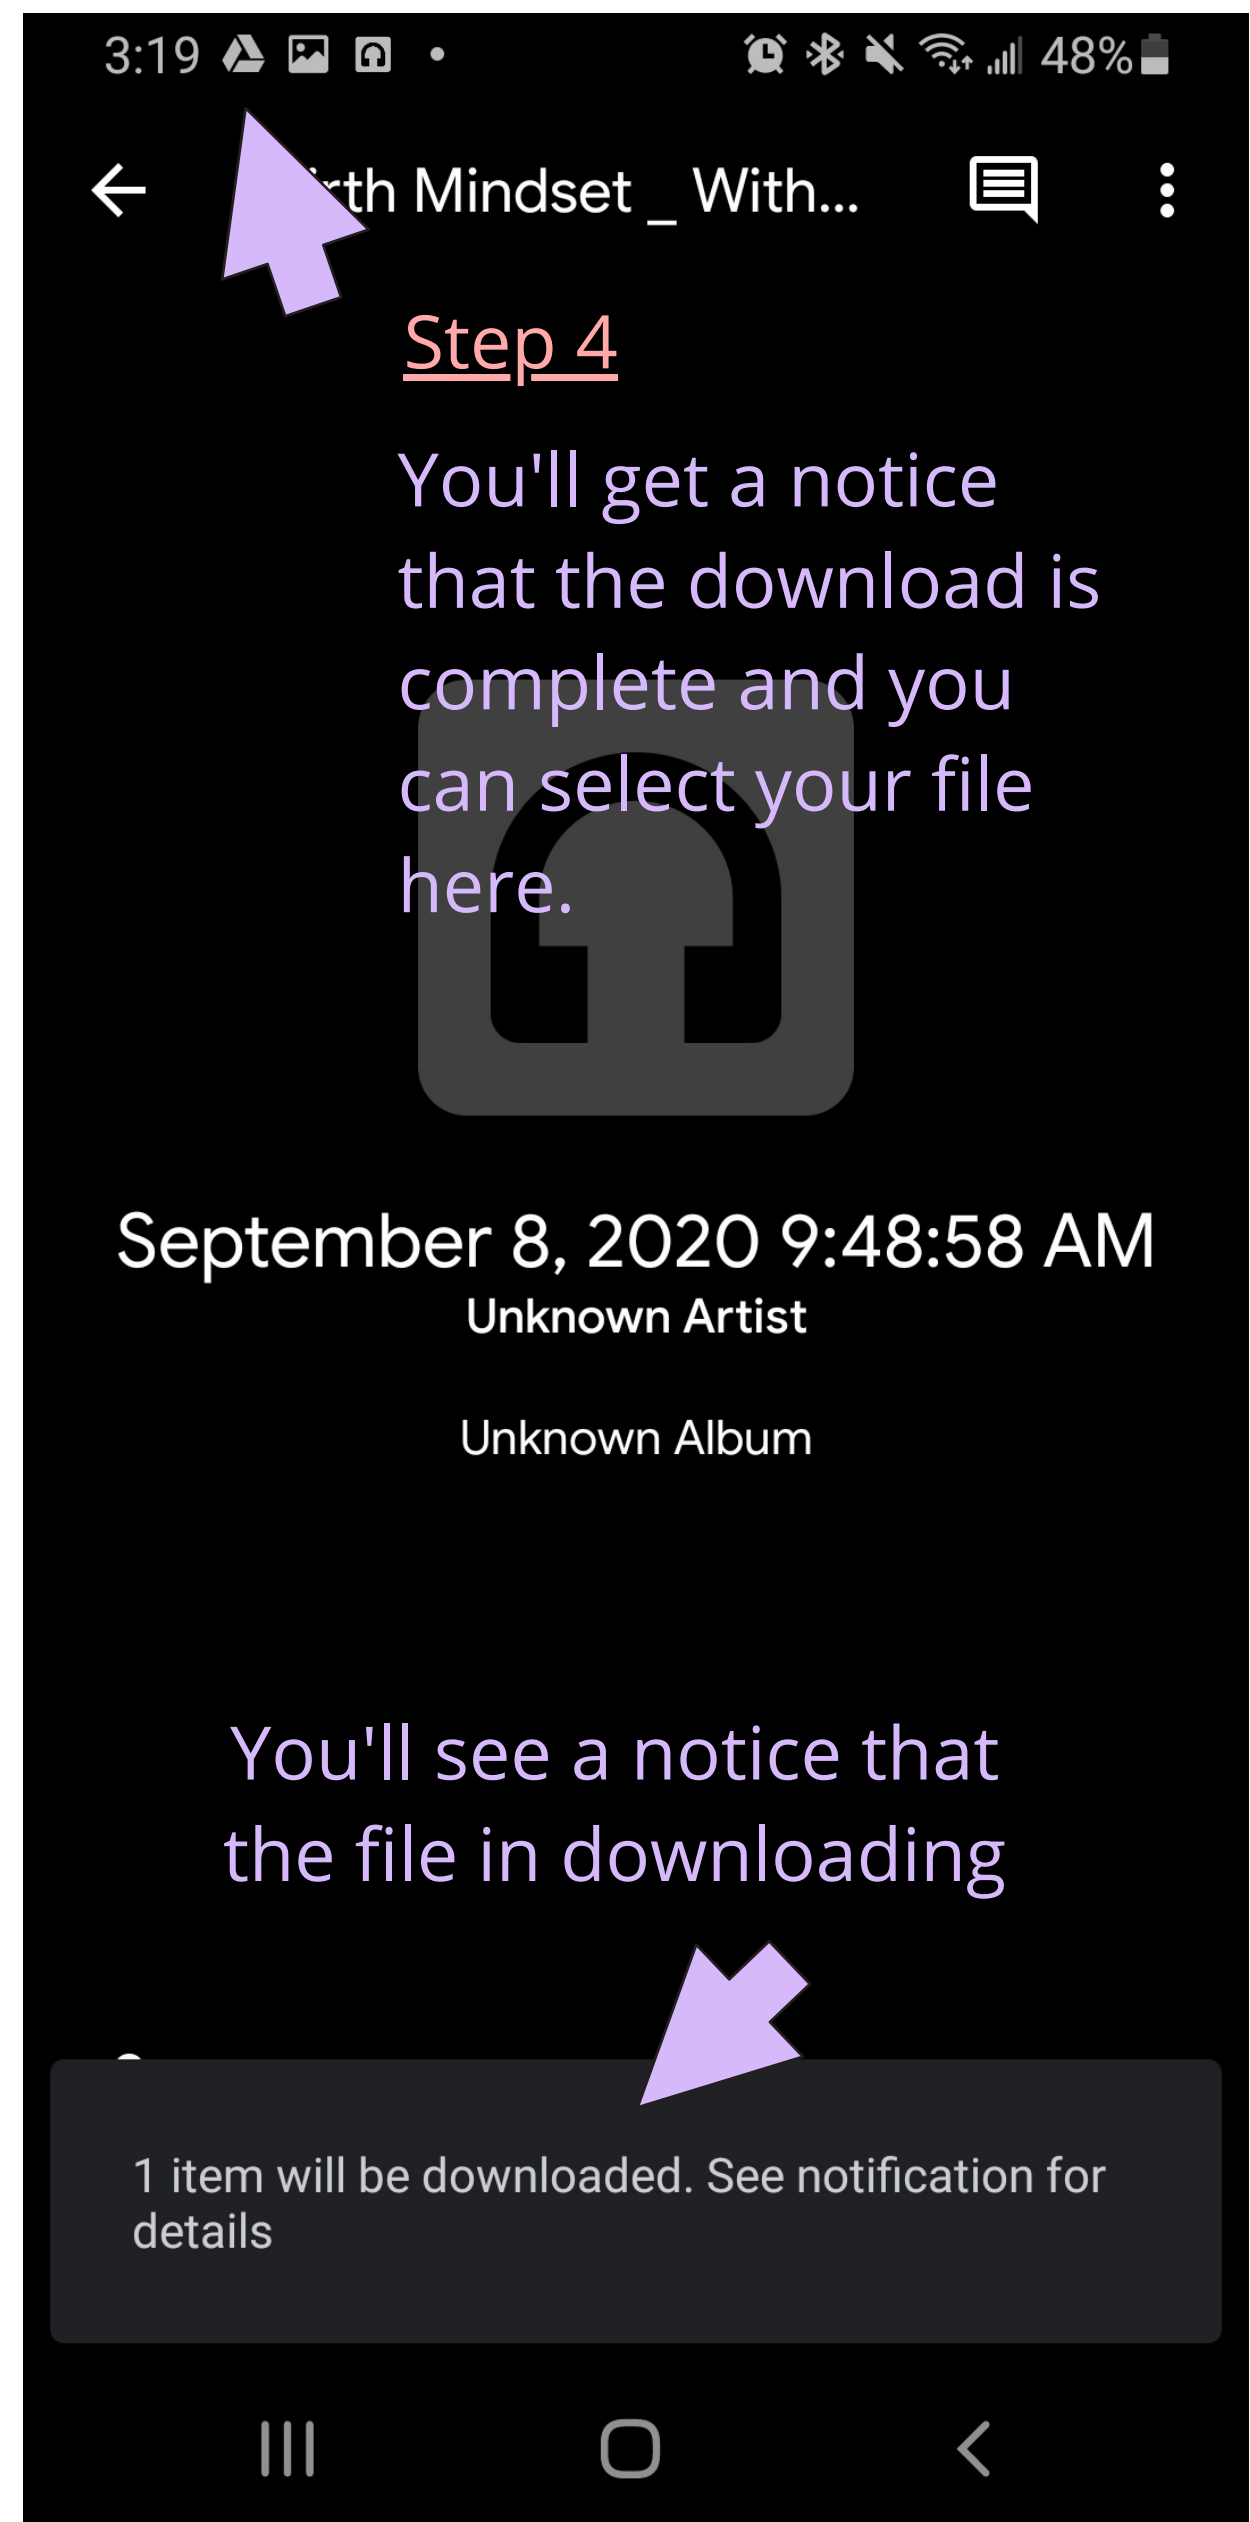 3:19
48%
Mindset _ With...
Step 4
You'll get a notice
that the download is
complete and you
can select your file
here.
September 8, 2020 9:48:58 AM
Unknown Artist
Unknown Album
You'll see a notice that
the file in downloading
1 item will be downloaded. See notification for
details